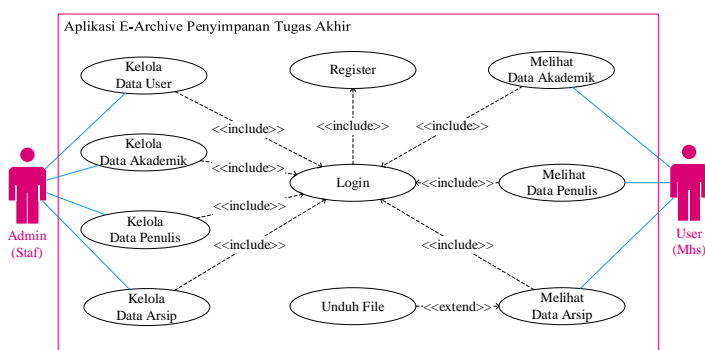 Aplikasi E-Archive Penyimpanan Tugas Akhir
Kelola
Data User
Register
Melihat
Data Akademik
<<include>>
<<include>>
<<include>>
Kelola
Data Akademik
<<include>>
Login
<<include>>
Melihat
Data Penulis
Kelola
Data Penulis
<<include>>
Admin
(Staf)
User
(Mhs)
<<include>>
<<include>>
Kelola
Data Arsip
Unduh File
<<extend>>
Melihat
Data Arsip